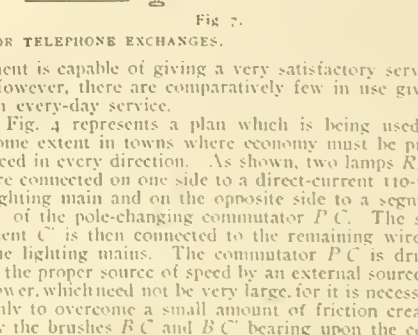 Fig 7.
OR TELEPHONE EXCHANGES.
ent is capable of giving a very satisfactory serv
owever, there are comparatively few in use giv
n every-day service.
Fig. 4 represents a plan which is being used
ome extent in towns where economy must be pr
ced in every direction. As shown, two lamps R
re connected on one side to a direct-current 110-
ghting main and on the opposite side to a segm
of the pole-changing commutator P C. The s
ent C is then connected to the remaining wire
he lighting mains. The commutator P C is dri
the proper source of speed by an external source
ower, which need not be very large, for it is necess
nly to overcome a small amount of friction crea
y the brushes B C and B C bearing upon the